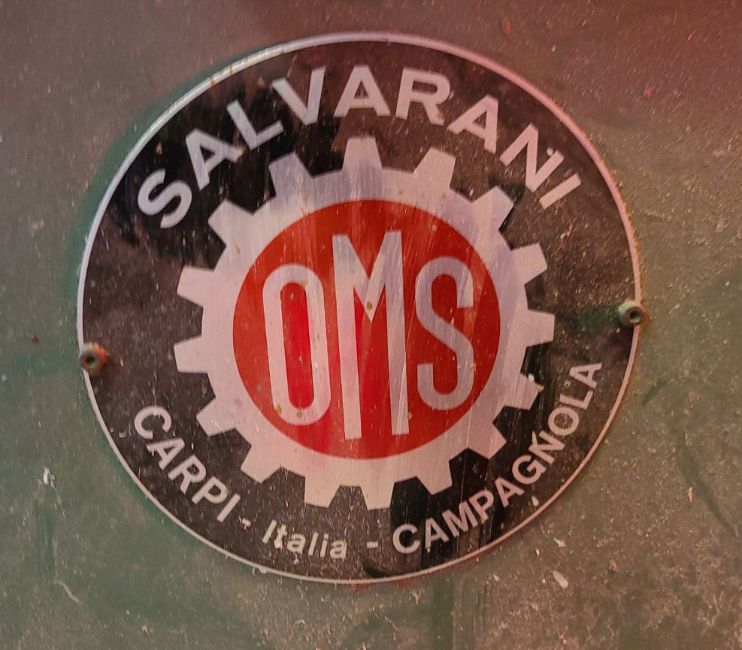 SALVARANI
OMS
CARPI - Italia - CAMPAGNOLA